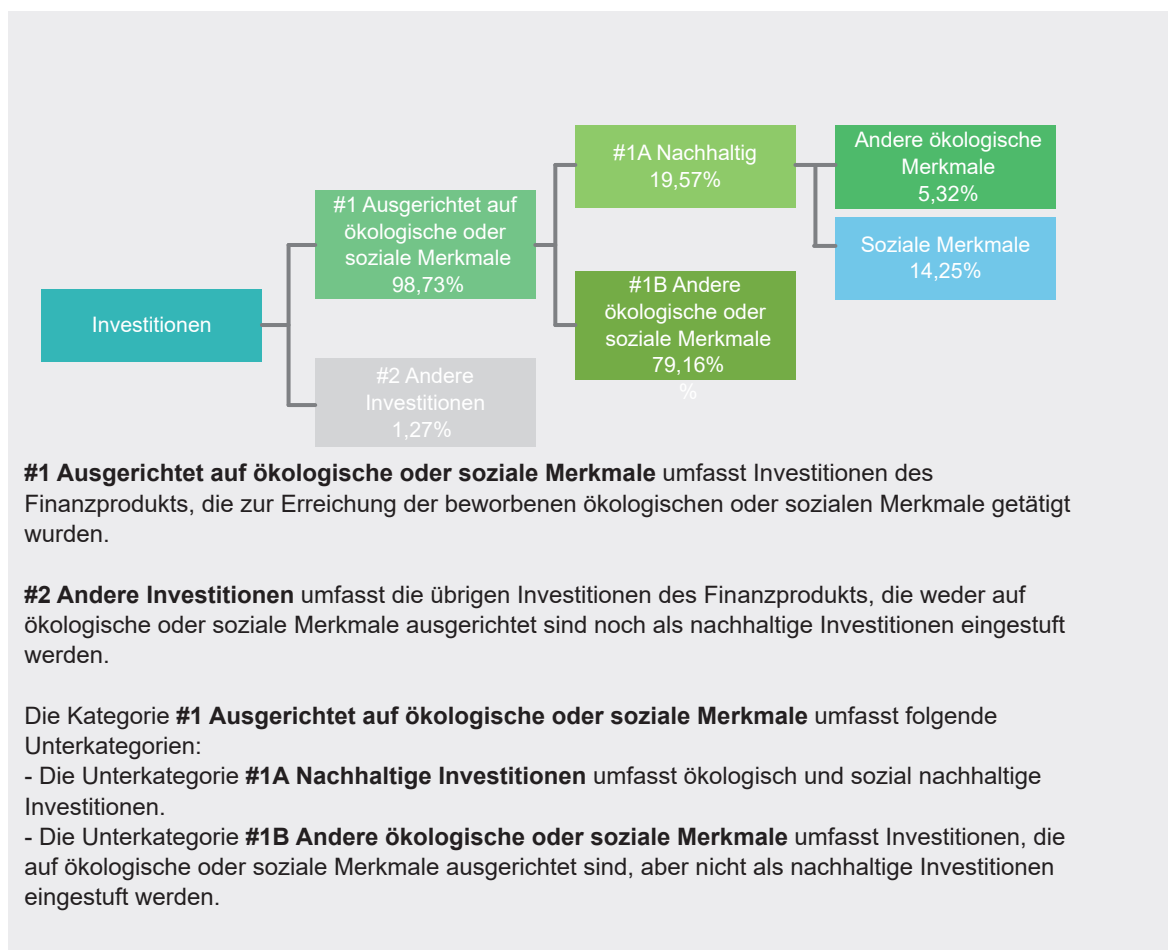 Investitionen
#1 Ausgerichtet auf
ökologische oder
soziale Merkmale
98,73%
#2 Andere
Investitionen
1,27%
#1A Nachhaltig
19,57%
#1B Andere
ökologische oder
soziale Merkmale
79,16%
%
Andere ökologische
Merkmale
5,32%
Soziale Merkmale
14,25%
#1 Ausgerichtet auf ökologische oder soziale Merkmale umfasst Investitionen des
Finanzprodukts, die zur Erreichung der beworbenen ökologischen oder sozialen Merkmale getätigt
wurden.
#2 Andere Investitionen umfasst die übrigen Investitionen des Finanzprodukts, die weder auf
ökologische oder soziale Merkmale ausgerichtet sind noch als nachhaltige Investitionen eingestuft
werden.
Die Kategorie #1 Ausgerichtet auf ökologische oder soziale Merkmale umfasst folgende
Unterkategorien:
- Die Unterkategorie #1A Nachhaltige Investitionen umfasst ökologisch und sozial nachhaltige
Investitionen.
- Die Unterkategorie #1B Andere ökologische oder soziale Merkmale umfasst Investitionen, die
auf ökologische oder soziale Merkmale ausgerichtet sind, aber nicht als nachhaltige Investitionen
eingestuft werden.